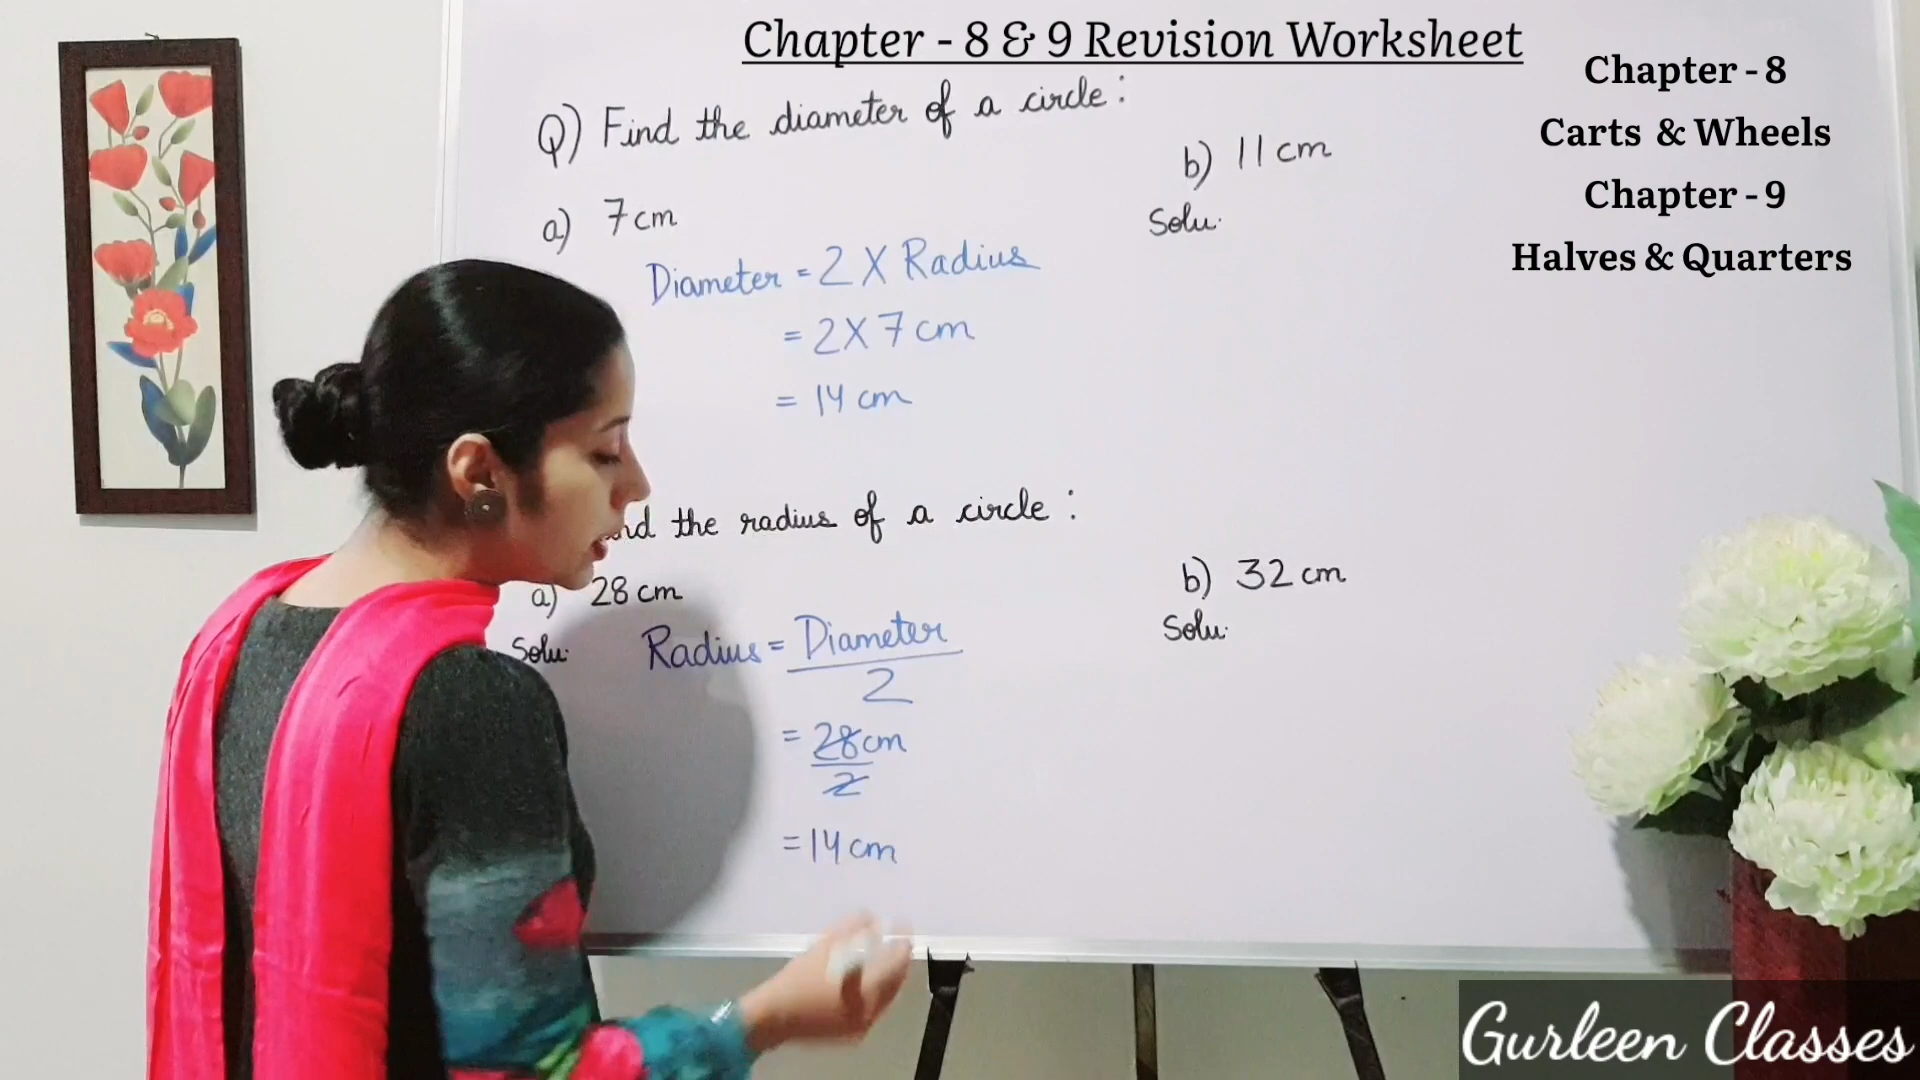 Chapter - 8 & 9 Revision Worksheet
Chapter - 8
Carts & Wheels
Chapter - 9
Halves & Quarters
Q) Find the diameter of a circle :
a) 7 cm
Diameter = 2 X Radius
= 2 X 7 cm
= 14 cm
b) 11 cm
Solu.
nd the radius of a circle :
a) 28 cm
Solu.
Radius = Diameter
2
= 28 cm
2
= 14 cm
b) 32 cm
Solu.
Gurleen Classes